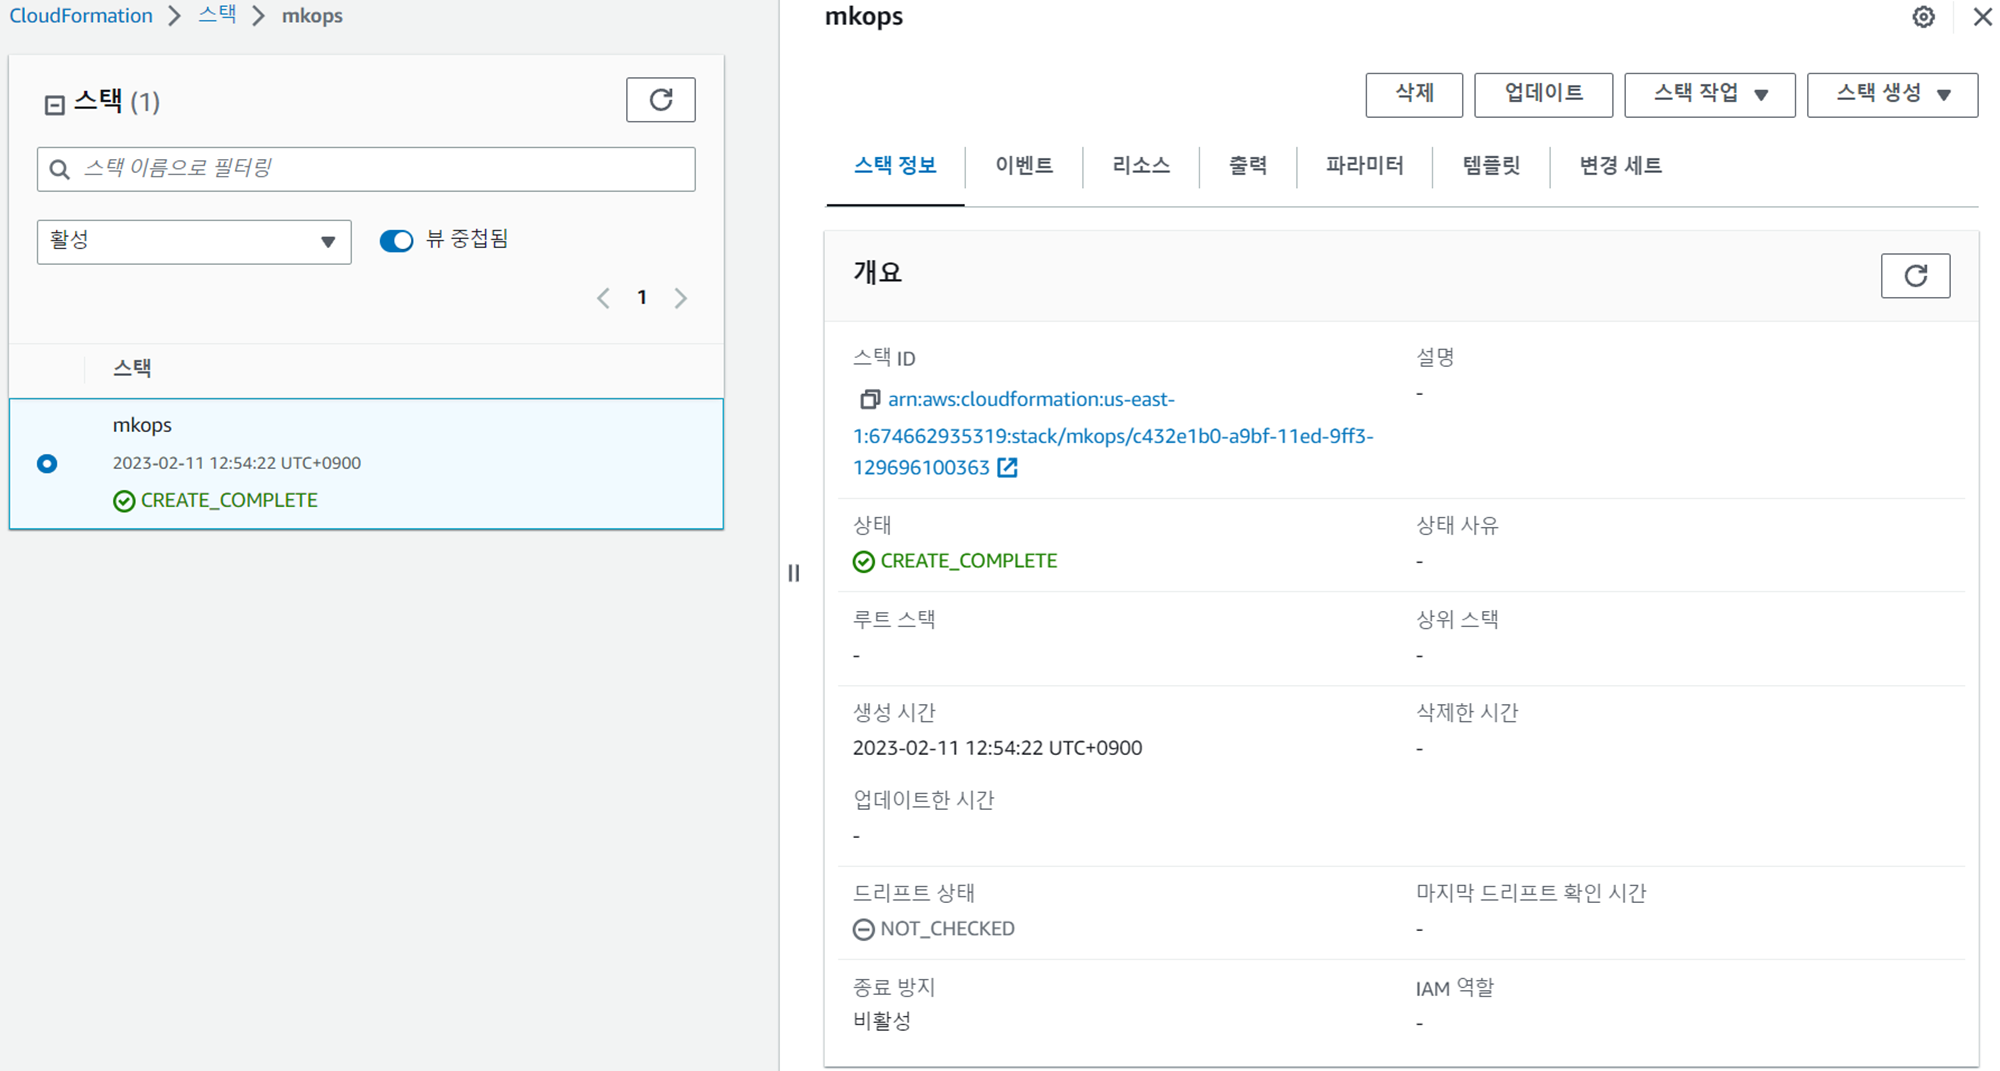 CloudFormation > 스택 > mkops
스택 (1)
스택 이름으로 필터링
활성
뷰 중첩됨
1
스택
mkops
2023-02-11 12:54:22 UTC+0900
CREATE_COMPLETE
mkops
삭제 업데이트 스택 작업 스택 생성
스택 정보 이벤트 리소스 출력 파라미터 템플릿 변경 세트
개요
스택 ID
arn:aws:cloudformation:us-east-
1:674662935319:stack/mkops/c432e1b0-a9bf-11ed-9ff3-
129696100363
설명
-
상태
CREATE_COMPLETE
상태 사유
-
루트 스택
-
상위 스택
-
생성 시간
2023-02-11 12:54:22 UTC+0900
삭제한 시간
-
업데이트한 시간
-
드리프트 상태
NOT_CHECKED
마지막 드리프트 확인 시간
-
종료 방지
비활성
IAM 역할
-